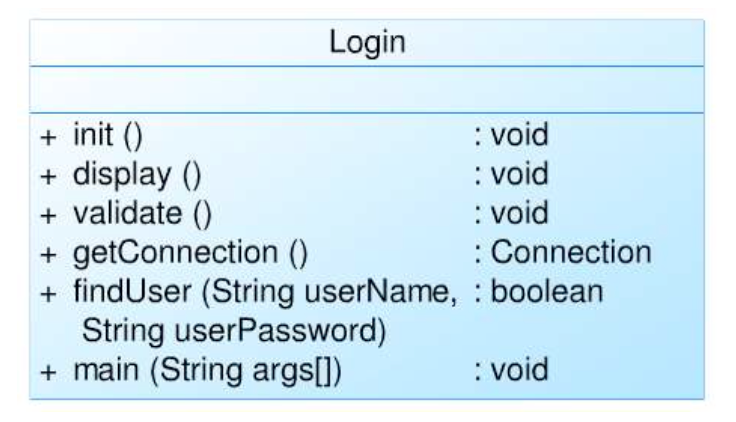 Login
+ init () : void
+ display () : void
+ validate () : void
+ getConnection () : Connection
+ findUser (String userName, : boolean
String userPassword)
+ main (String args[]) : void